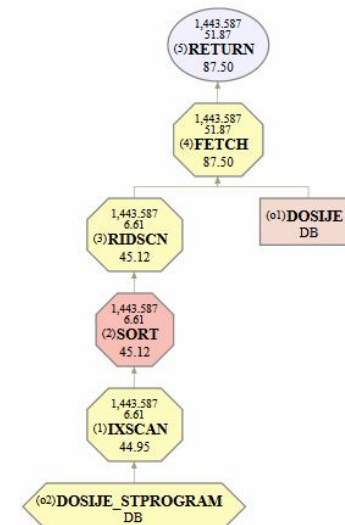 1,443.587
51.87
(5)RETURN
87.50
1,443.587
51.87
(4)FETCH
87.50
1,443.587
6.61
(3)RIDSCN
45.12
(o1)DOSIJE
DB
1,443.587
6.61
(2)SORT
45.12
1,443.587
6.61
(1)IXSCAN
44.95
(o2)DOSIJE_STPROGRAM
DB